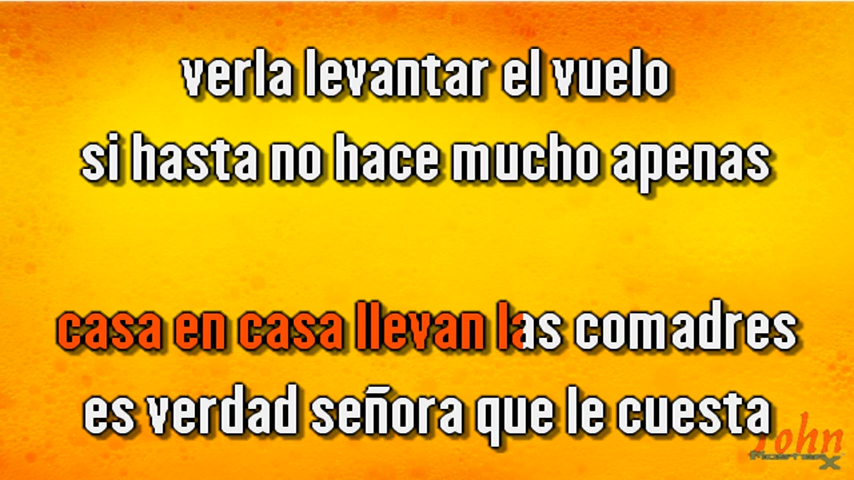 verla levantar el vuelo
si hasta no hace mucho apenas
casa en casa llevan las comadres
es verdad señora que le cuesta
John